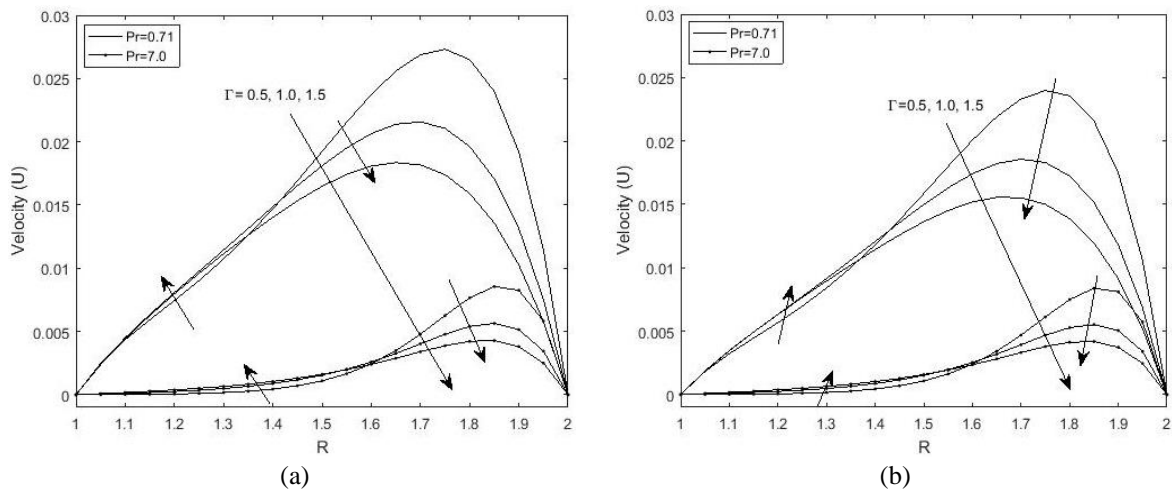 0.03
0.025
0.02
0.015
0.01
0.005
0
Velocity (U)
Pr=0.71
Pr=7.0
Γ= 0.5, 1.0, 1.5
1 1.1 1.2 1.3 1.4 1.5 1.6 1.7 1.8 1.9 2
R
(a)
0.03
0.025
0.02
0.015
0.01
0.005
0
Velocity (U)
Pr=0.71
Pr=7.0
Γ=0.5, 1.0, 1.5
1 1.1 1.2 1.3 1.4 1.5 1.6 1.7 1.8 1.9 2
R
(b)